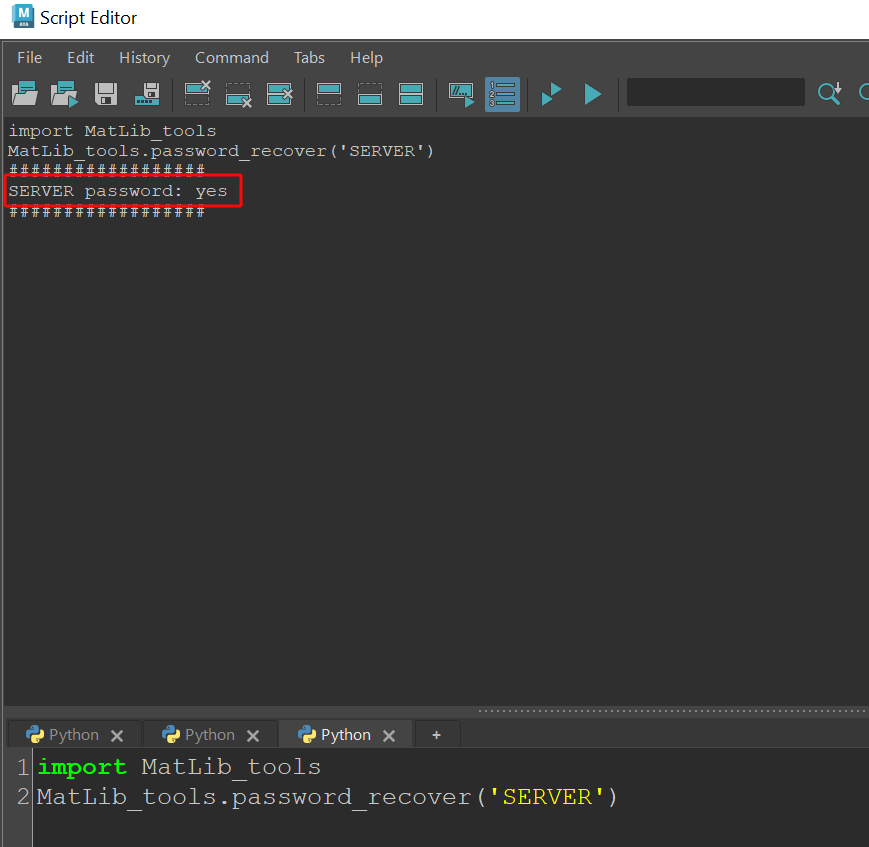 Script Editor
File Edit History Command Tabs Help
import MatLib_tools
MatLib_tools.password_recover('SERVER')
##################
SERVER password: yes
##################
Python Python Python +
1 import MatLib_tools
2 MatLib_tools.password_recover('SERVER')